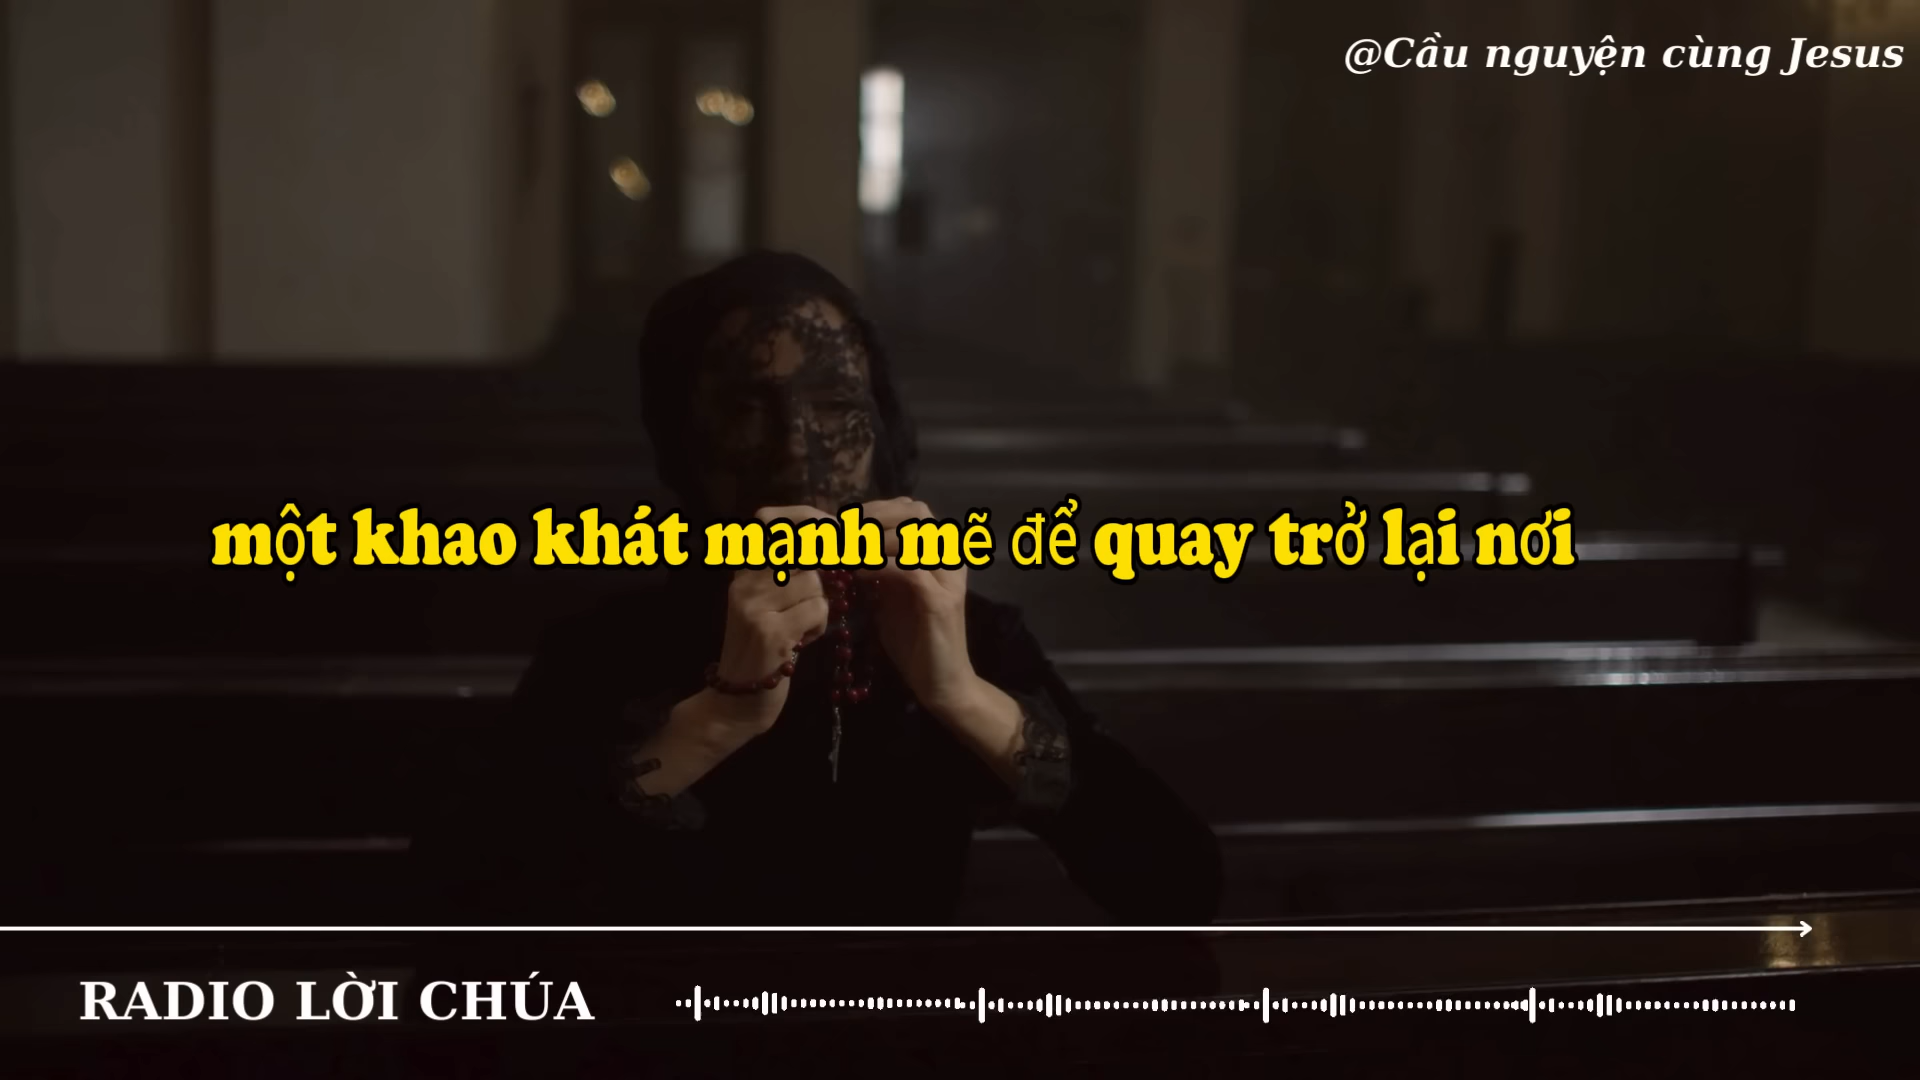 @Cầu nguyện cùng Jesus
một khao khát mạnh mẽ để quay trở lại nơi
RADIO LỜI CHÚA